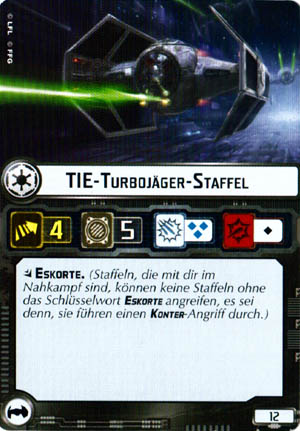 © LFL © FFG
TIE-TURBOJÄGER-STAFFEL
4 5
ESKORTE. (Staffeln, die mit dir im
Nahkampf sind, können keine Staffeln ohne
das Schlüsselwort ESKORTE angreifen, es sei
denn, sie führen einen KONTER-Angriff durch.)
12